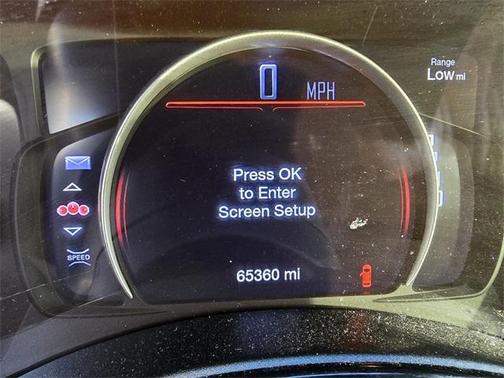 0 MPH
Range
Low mi
Press OK
to Enter
Screen Setup
SPEED
65360 mi